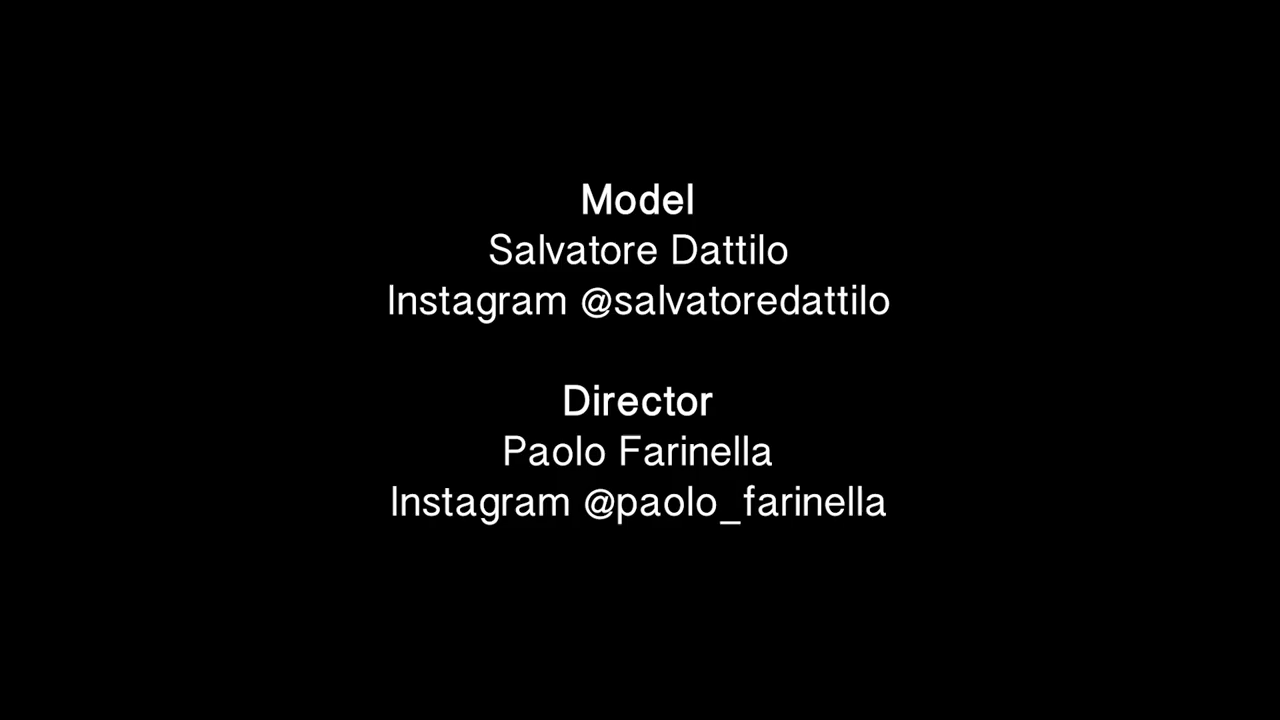 Model
Salvatore Dattilo
Instagram @salvatoredattilo
Director
Paolo Farinella
Instagram @paolo_farinella